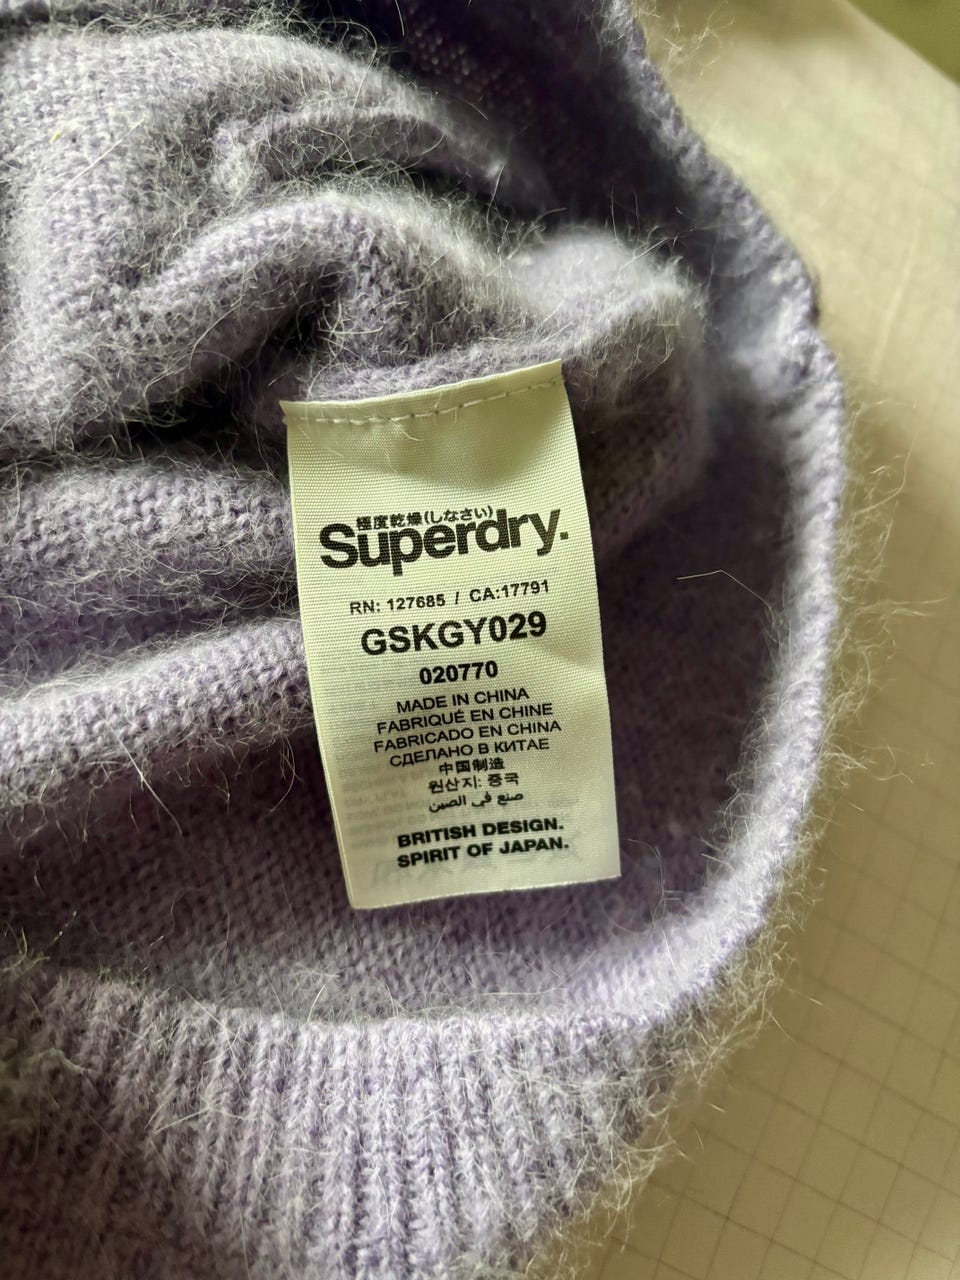 極度乾燥(しなさい)
Superdry.
RN: 127685 / CA:17791
GSKGY029
020770
MADE IN CHINA
FABRIQUÉ EN CHINE
FABRICADO EN CHINA
СДЕЛАНО В КИТАЕ
中国制造
원산지: 중국
صنع في الصين
BRITISH DESIGN.
SPIRIT OF JAPAN.